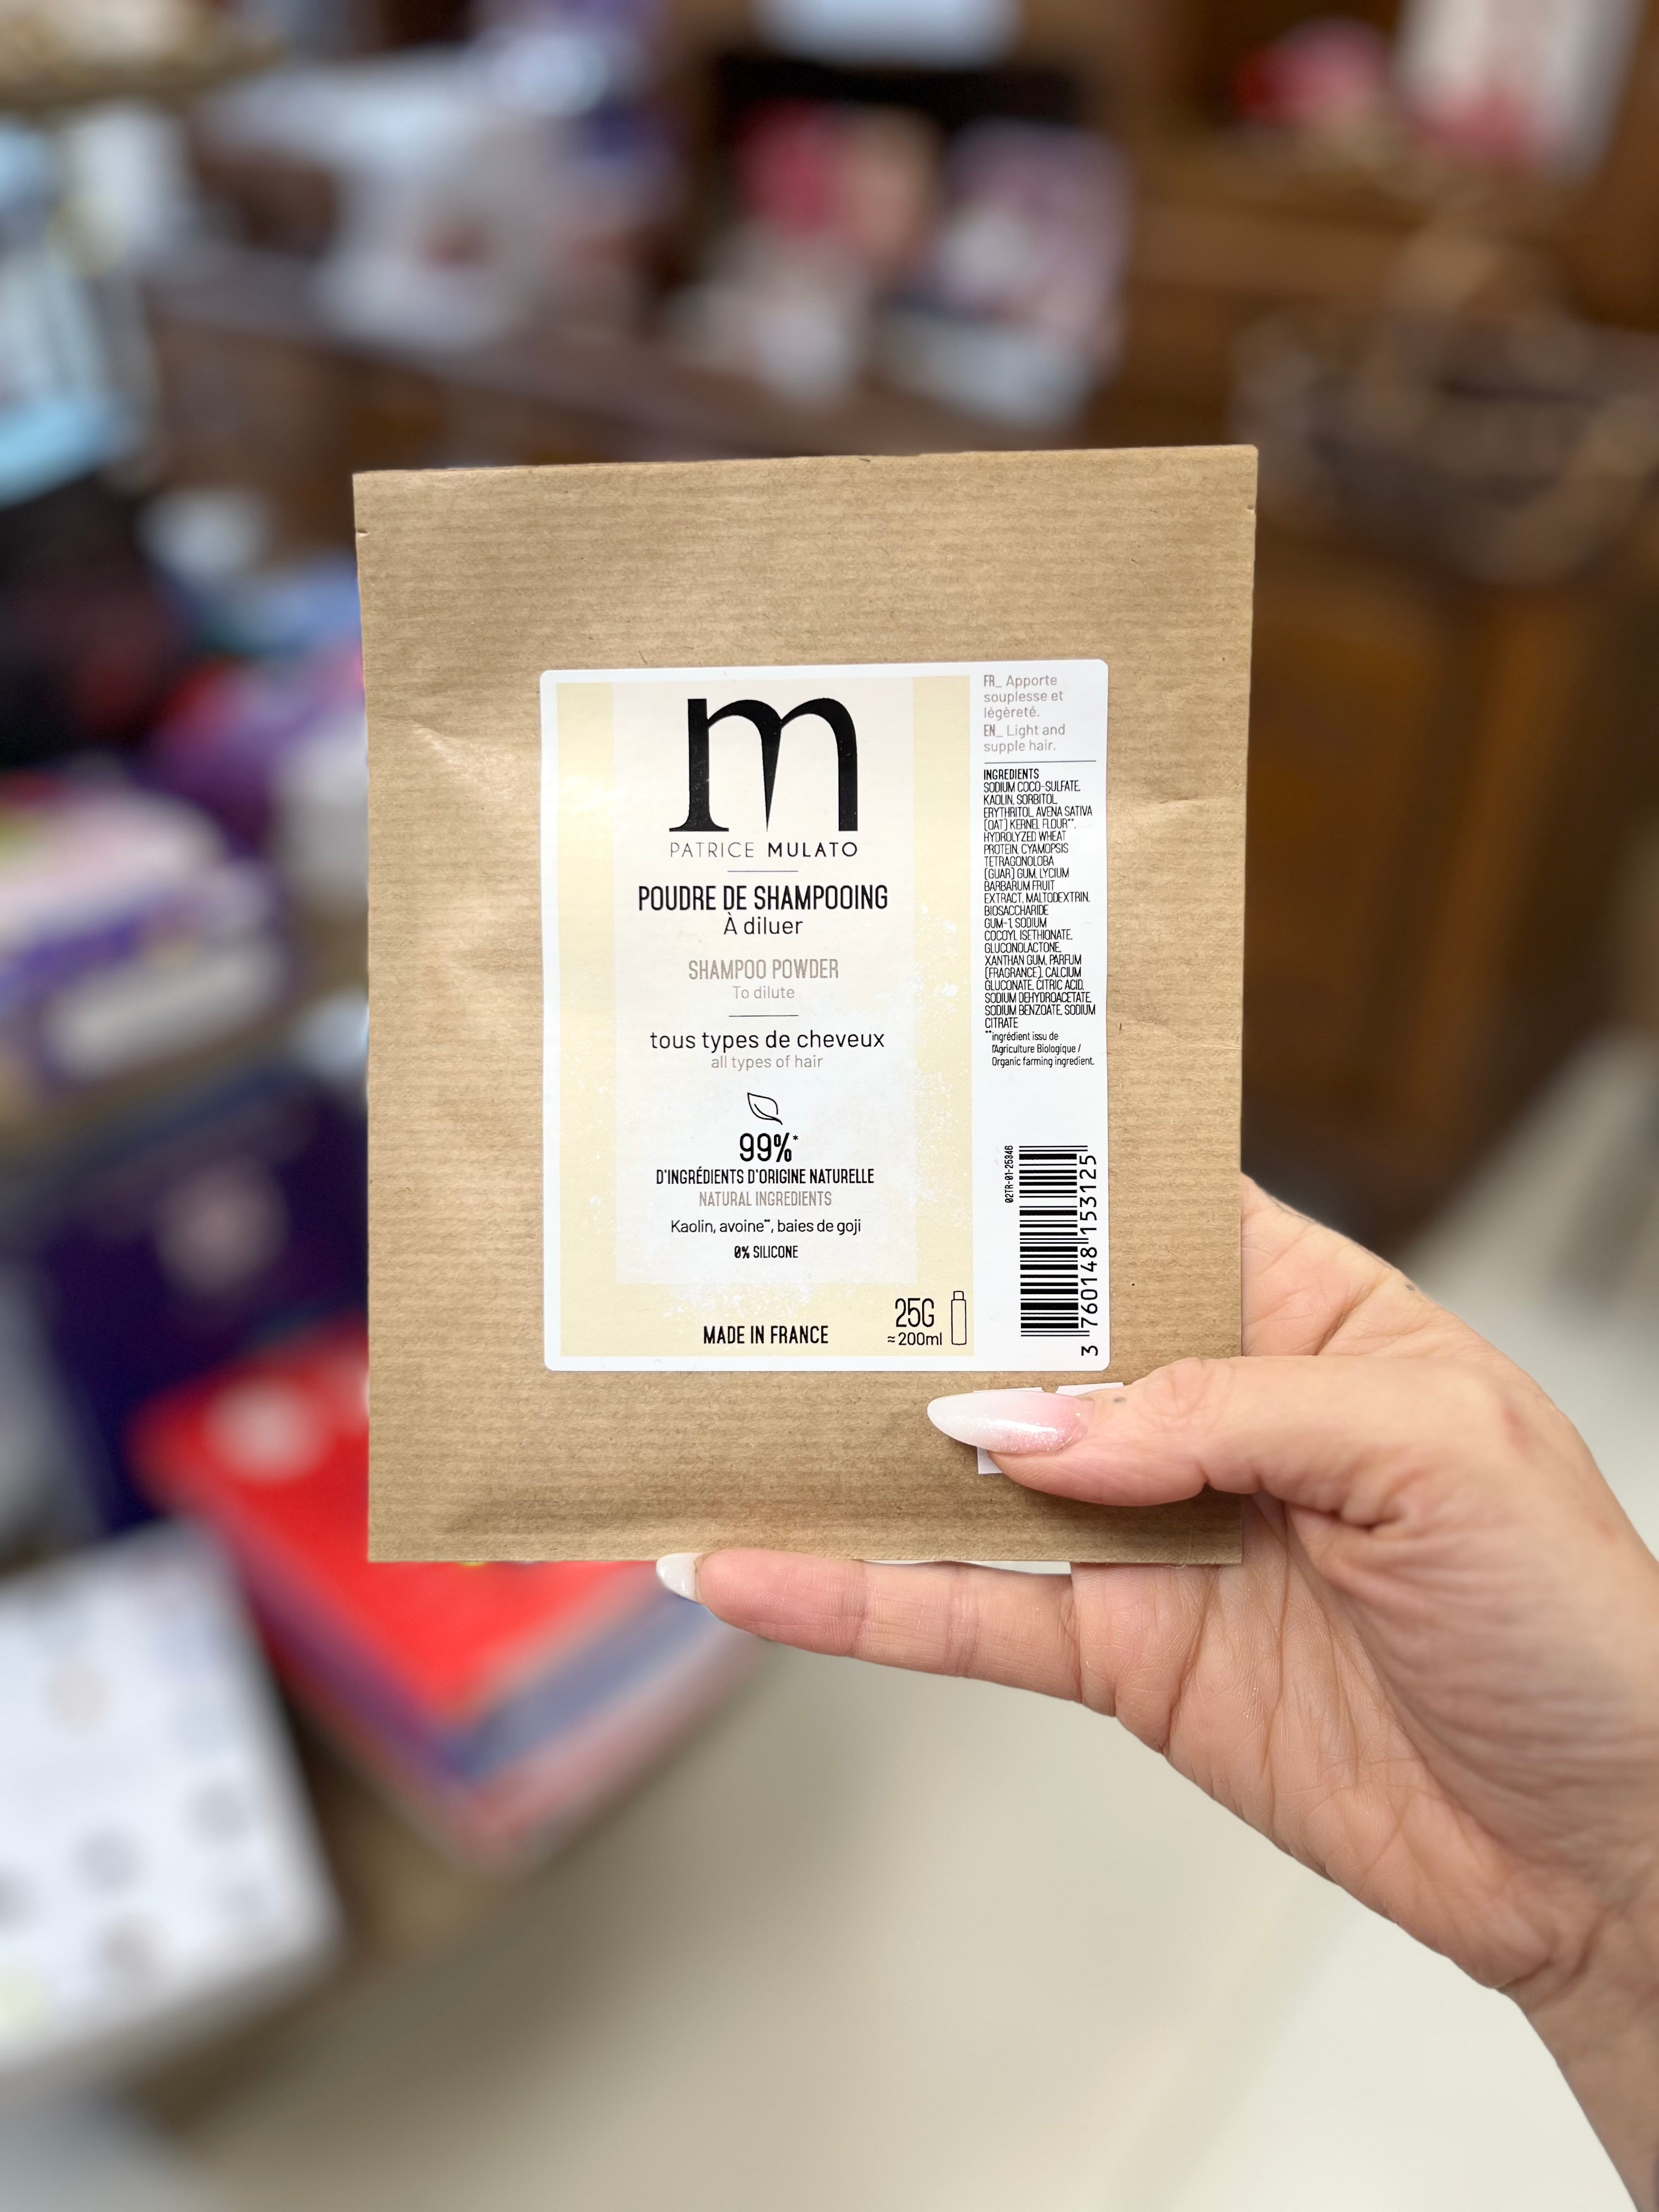 m
PATRICE MULATO
POUDRE DE SHAMPOOING
À diluer
SHAMPOO POWDER
To dilute
tous types de cheveux
all types of hair
99%*
D'INGRÉDIENTS D'ORIGINE NATURELLE
NATURAL INGREDIENTS
Kaolin, avoine**, baies de goji
0% SILICONE
MADE IN FRANCE
25G
≈200ml
FR_ Apporte
souplesse et
légèreté.
EN_ Light and
supple hair.
INGREDIENTS
SODIUM COCO-SULFATE,
KAOLIN, SORBITOL,
ERYTHRITOL, AVENA SATIVA
(OAT) KERNEL FLOUR**,
HYDROLYZED WHEAT
PROTEIN, CYAMOPSIS
TETRAGONOLOBA
(GUAR) GUM, LYCIUM
BARBARUM FRUIT
EXTRACT, MALTODEXTRIN,
BIOSACCHARIDE
GUM-1, SODIUM
COCOYL ISETHIONATE,
GLUCONOLACTONE,
XANTHAN GUM, PARFUM
(FRAGRANCE), CALCIUM
GLUCONATE, CITRIC ACID,
SODIUM DEHYDROACETATE,
SODIUM BENZOATE, SODIUM
CITRATE
**ingrédient issu de
l'Agriculture Biologique /
Organic farming ingredient.
02TR-01-25346
3 760148 153125